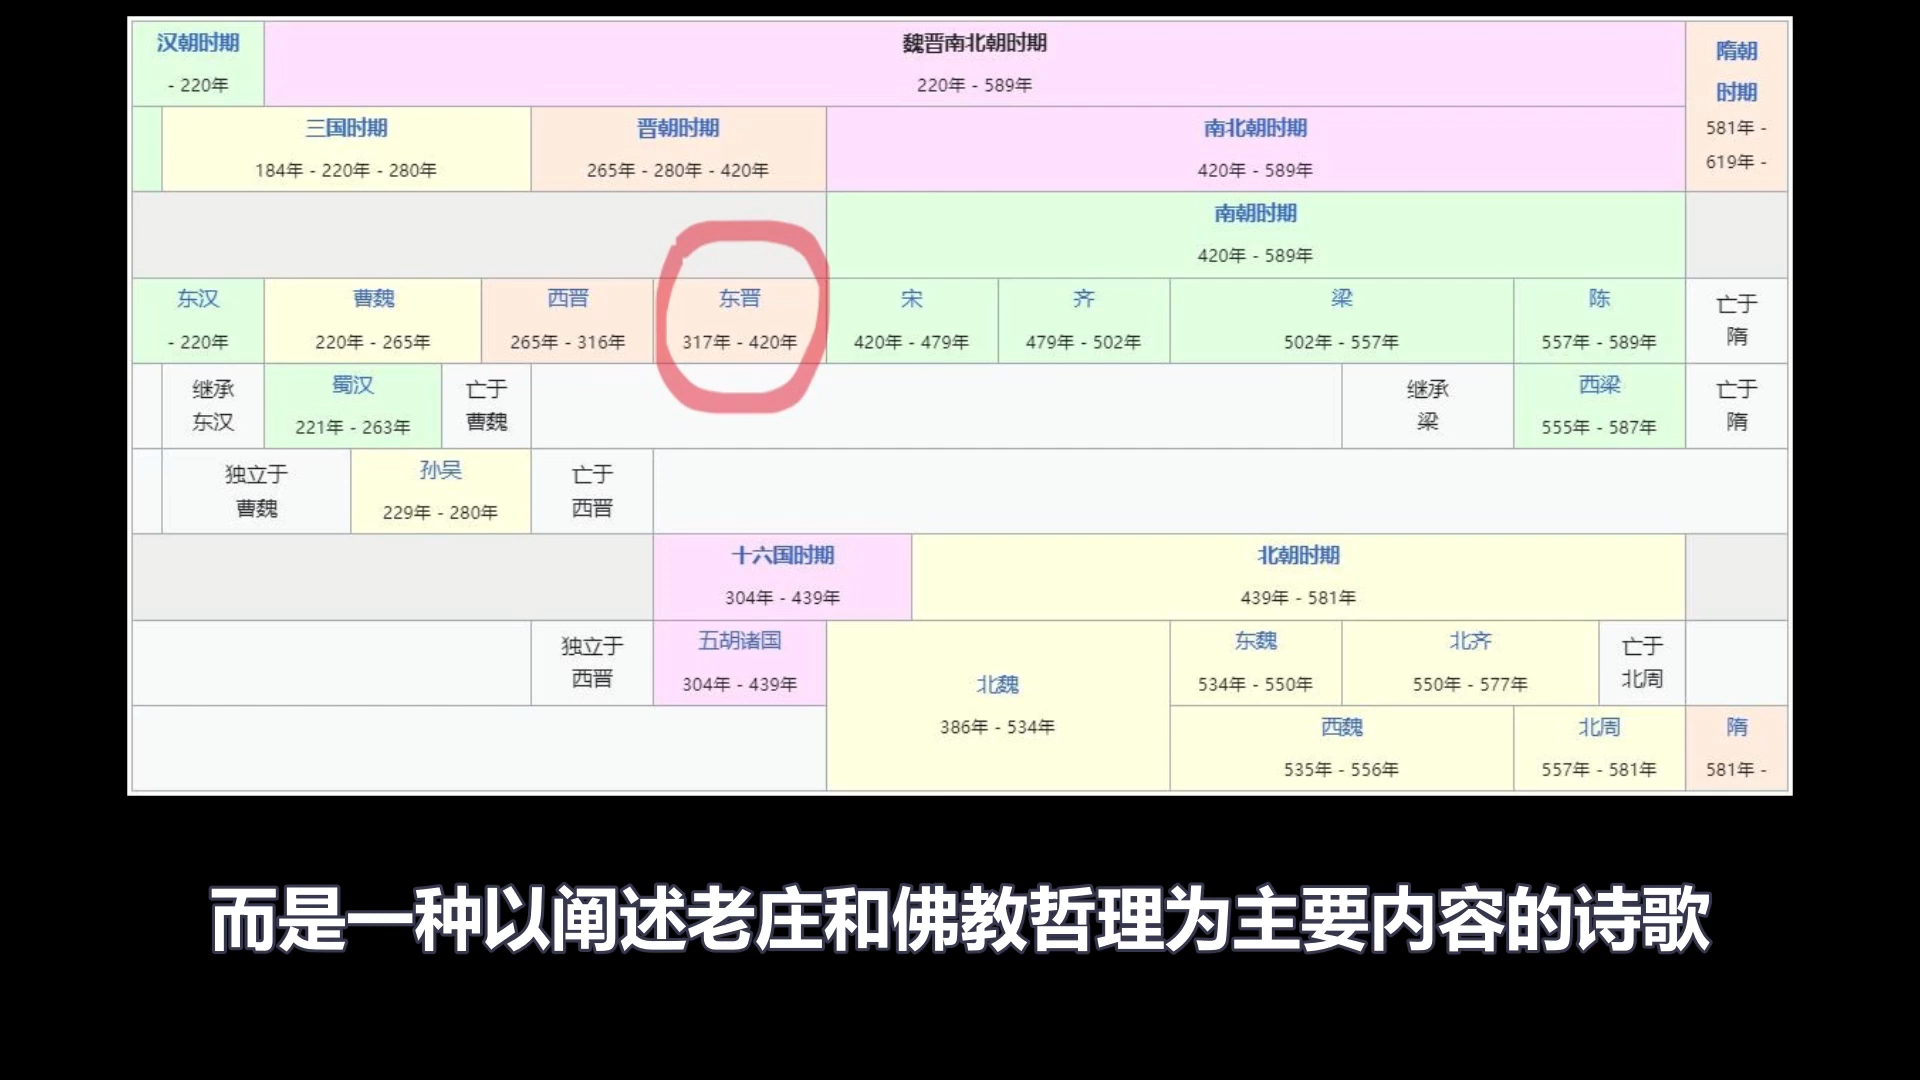 汉朝时期
- 220年
魏晋南北朝时期
220年 - 589年
隋朝
时期
581年 -
619年 -
三国时期
184年 - 220年 - 280年
晋朝时期
265年 - 280年 - 420年
南北朝时期
420年 - 589年
南朝时期
420年 - 589年
东汉
- 220年
曹魏
220年 - 265年
西晋
265年 - 316年
东晋
317年 - 420年
宋
420年 - 479年
齐
479年 - 502年
梁
502年 - 557年
陈
557年 - 589年
亡于
隋
继承
东汉
蜀汉
221年 - 263年
亡于
曹魏
继承
梁
西梁
555年 - 587年
亡于
隋
独立于
曹魏
孙吴
229年 - 280年
亡于
西晋
十六国时期
304年 - 439年
北朝时期
439年 - 581年
独立于
西晋
五胡诸国
304年 - 439年
北魏
386年 - 534年
东魏
534年 - 550年
北齐
550年 - 577年
亡于
北周
西魏
535年 - 556年
北周
557年 - 581年
隋
581年 -
而是一种以阐述老庄和佛教哲理为主要内容的诗歌